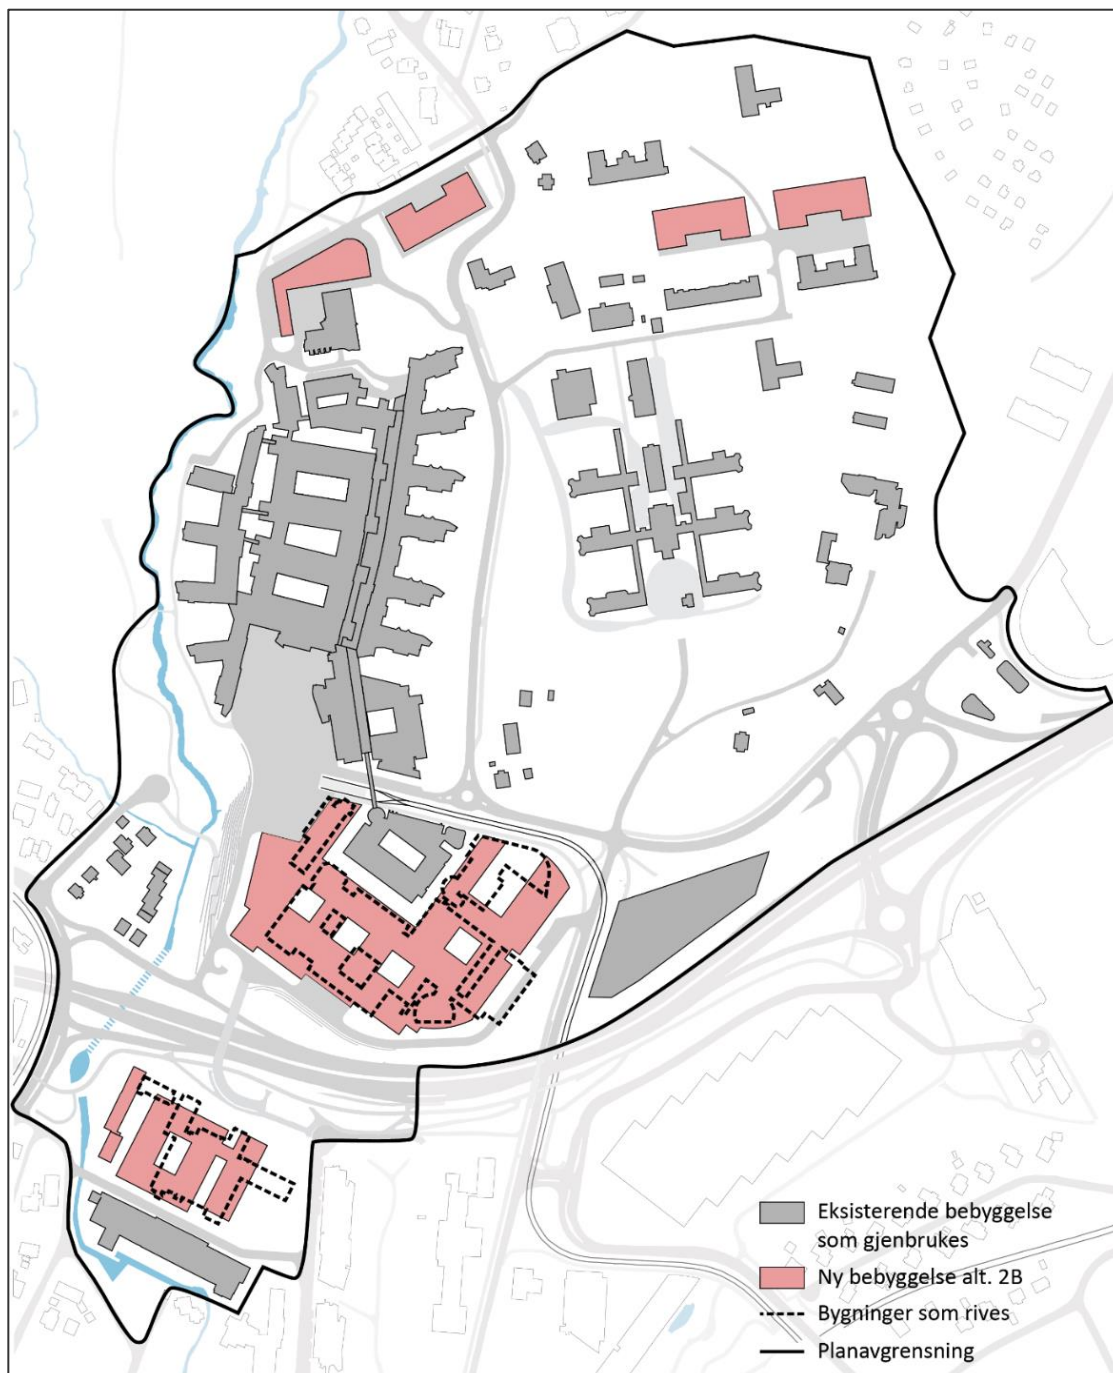 Eksisterende bebyggelse
som gjenbrukes
Ny bebyggelse alt. 2B
Bygninger som rives
Planavgrensning